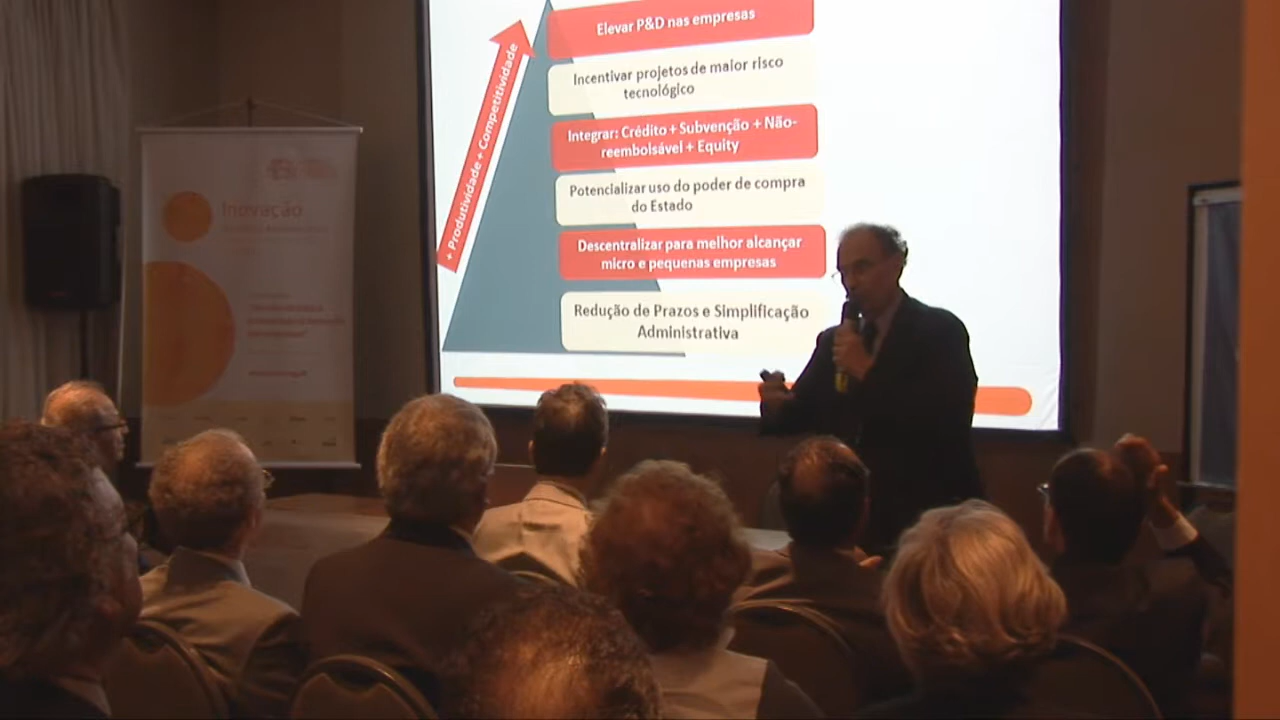 Elevar P&D nas empresas
Incentivar projetos de maior risco
tecnológico
Integrar: Crédito + Subvenção + Não-
reembolsável + Equity
Potencializar uso do poder de compra
do Estado
Descentralizar para melhor alcançar
micro e pequenas empresas
Redução de Prazos e Simplificação
Administrativa
+ Produtividade + Competitividade
Inovação